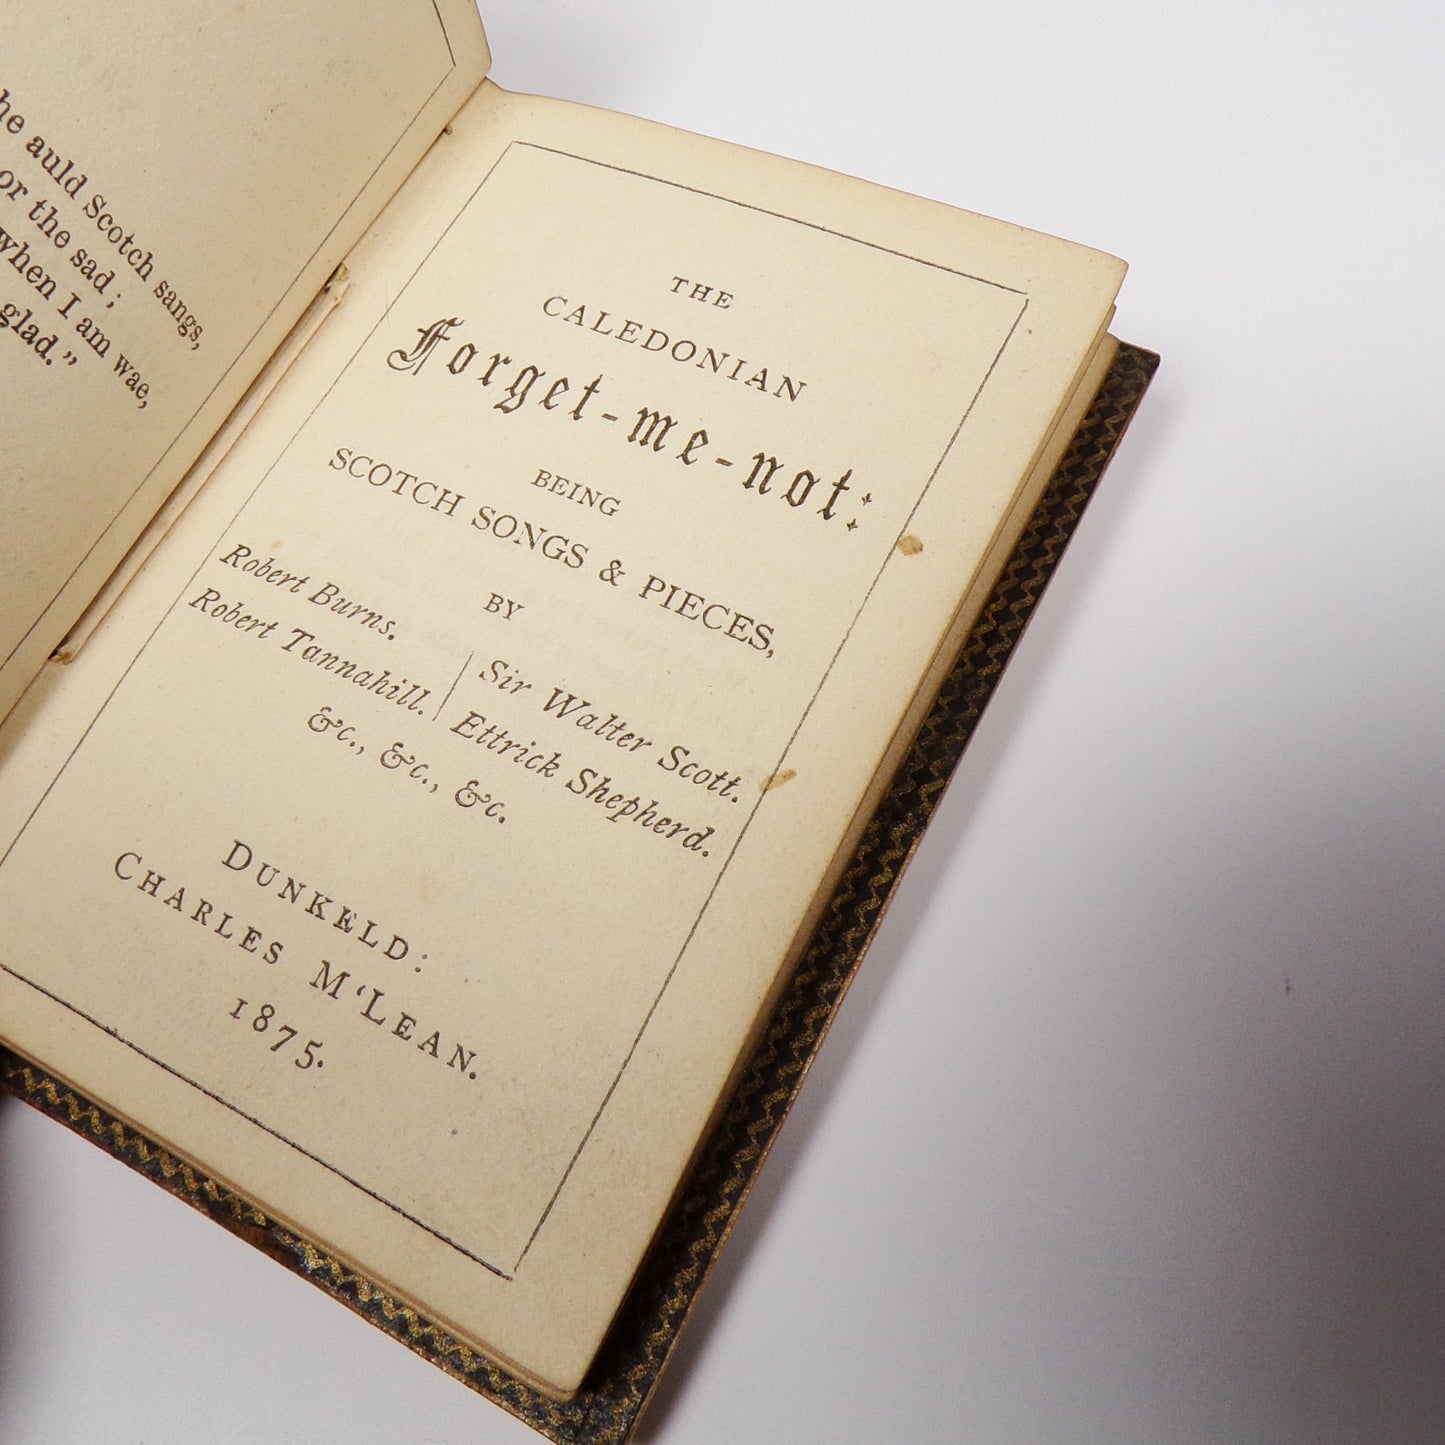 he auld Scotch sangs,
or the sad;
when I am wae,
glad."
THE
CALEDONIAN
Forget-me-not:
BEING
SCOTCH SONGS & PIECES,
BY
Robert Burns. | Sir Walter Scott.
Robert Tannahill. | Ettrick Shepherd.
&c., &c., &c.
DUNKELD:
CHARLES M‘LEAN.
1875.